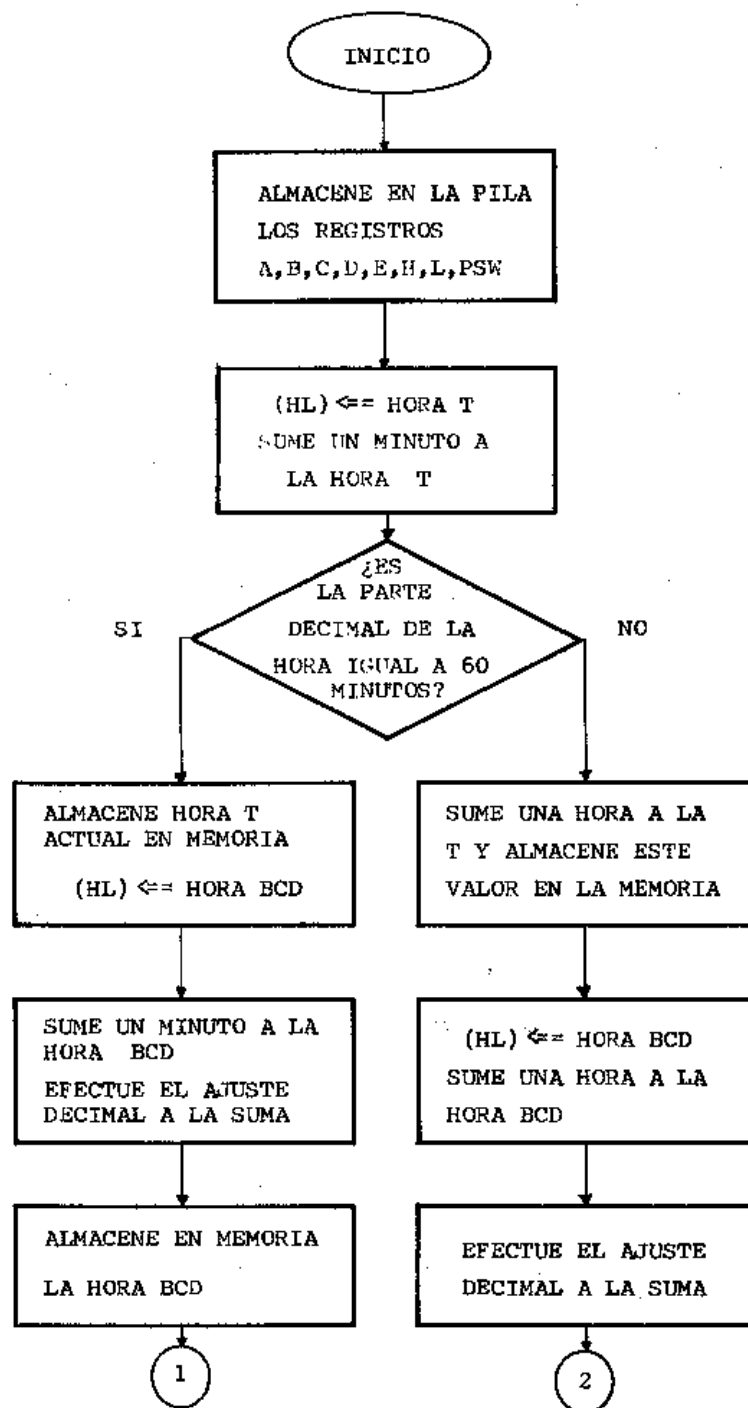 INICIO
ALMACENE EN LA PILA
LOS REGISTROS
A,B,C,D,E,H,L,PSW
(HL) <== HORA T
SUME UN MINUTO A
LA HORA T
¿ES
LA PARTE
DECIMAL DE LA
HORA IGUAL A 60
MINUTOS?
SI
NO
ALMACENE HORA T
ACTUAL EN MEMORIA
(HL) <== HORA BCD
SUME UN MINUTO A LA
HORA BCD
EFECTUE EL AJUSTE
DECIMAL A LA SUMA
ALMACENE EN MEMORIA
LA HORA BCD
1
SUME UNA HORA A LA
T Y ALMACENE ESTE
VALOR EN LA MEMORIA
(HL) <== HORA BCD
SUME UNA HORA A LA
HORA BCD
EFECTUE EL AJUSTE
DECIMAL A LA SUMA
2